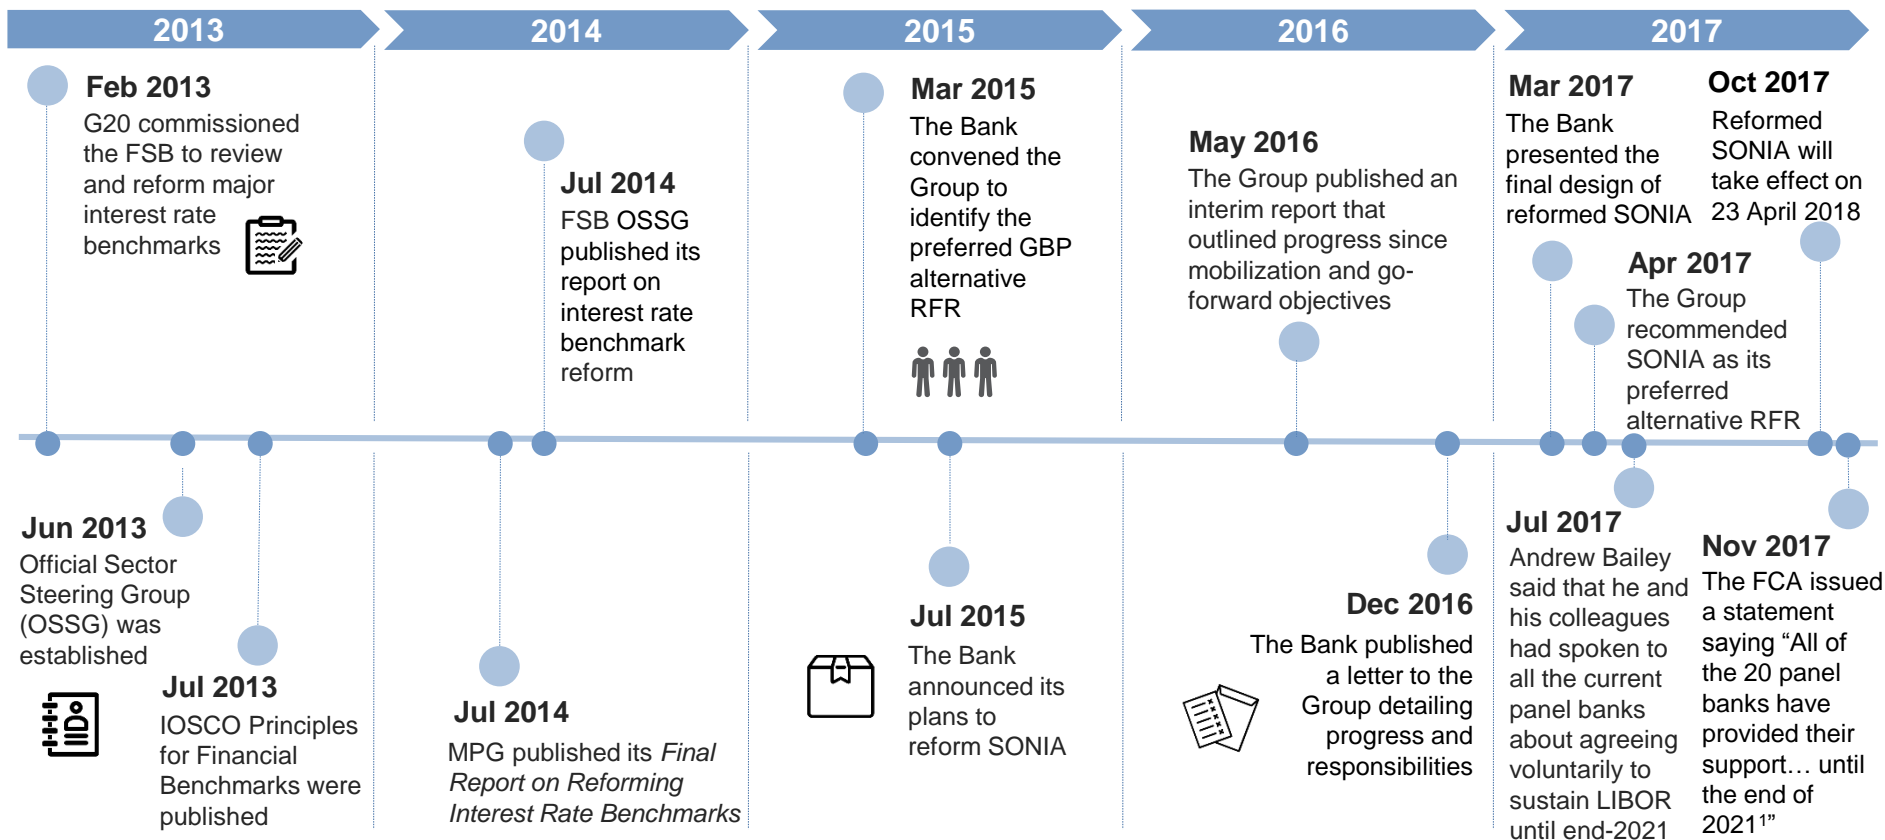 2013
2014
2015
2016
2017
Feb 2013
G20 commissioned
the FSB to review
and reform major
interest rate
benchmarks
Jun 2013
Official Sector
Steering Group
(OSSG) was
established
Jul 2013
IOSCO Principles
for Financial
Benchmarks were
published
Jul 2014
FSB OSSG
published its
report on
interest rate
benchmark
reform
Jul 2014
MPG published its Final
Report on Reforming
Interest Rate Benchmarks
Mar 2015
The Bank
convened the
Group to
identify the
preferred GBP
alternative
RFR
Jul 2015
The Bank
announced its
plans to
reform SONIA
May 2016
The Group published an
interim report that
outlined progress since
mobilization and go-
forward objectives
Dec 2016
The Bank published
a letter to the
Group detailing
progress and
responsibilities
Mar 2017
The Bank
presented the
final design of
reformed SONIA
Apr 2017
The Group
recommended
SONIA as its
preferred
alternative RFR
Jul 2017
Andrew Bailey
said that he and
his colleagues
had spoken to
all the current
panel banks
about agreeing
voluntarily to
sustain LIBOR
until end-2021
Oct 2017
Reformed
SONIA will
take effect on
23 April 2018
Nov 2017
The FCA issued
a statement
saying “All of
the 20 panel
banks have
provided their
support… until
the end of
2021¹”